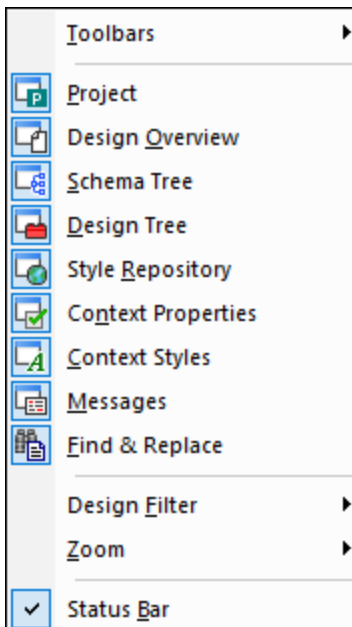 Toolbars
Project
Design Overview
Schema Tree
Design Tree
Style Repository
Context Properties
Context Styles
Messages
Find & Replace
Design Filter
Zoom
Status Bar